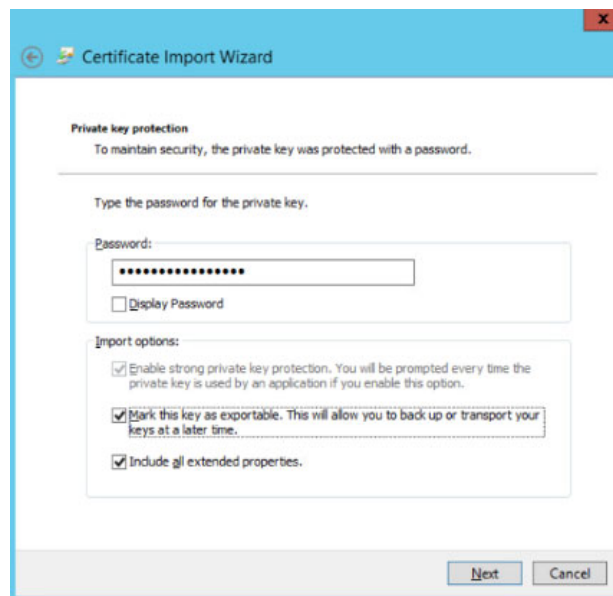 x
Certificate Import Wizard
Private key protection
To maintain security, the private key was protected with a password.
Type the password for the private key.
Password:
••••••••••••••••
Display Password
Import options:
Enable strong private key protection. You will be prompted every time the
private key is used by an application if you enable this option.
Mark this key as exportable. This will allow you to back up or transport your
keys at a later time.
Include all extended properties.
Next Cancel